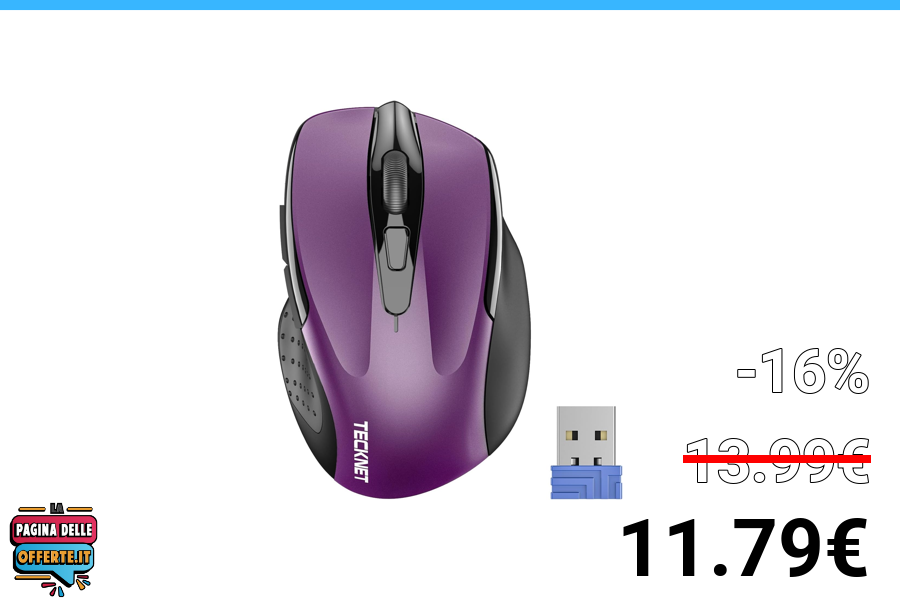 TECKNET
-16%
13.99€
11.79€
LA
PAGINA DELLE
OFFERTE.IT